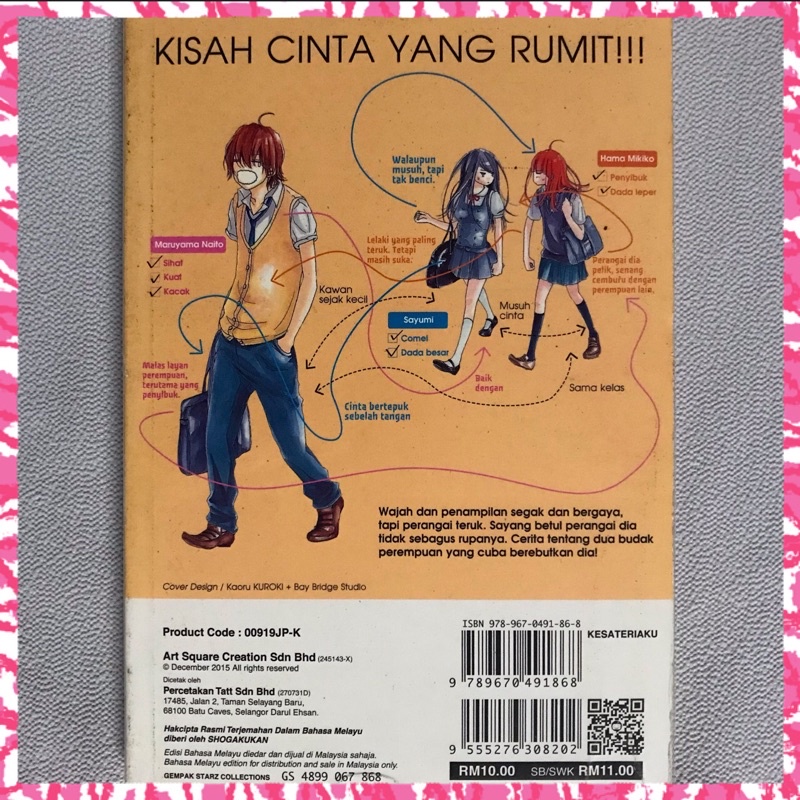 KISAH CINTA YANG RUMIT!!!
Walaupun
musuh, tapi
tak benci.
Hama Mikiko
Penyibuk
Dada leper
Maruyama Naito
Sihat
Kuat
Kacak
Lelaki yang paling
teruk. Tetapi
masih suka.
Perangai dia
pelik, senang
cemburu dengan
perempuan lain.
Kawan
sejak kecil
Sayumi
Comel
Dada besar
Musuh
cinta
Malas layan
perempuan,
terutama yang
penyibuk.
Baik
dengan
Sama kelas
Cinta bertepuk
sebelah tangan
Wajah dan penampilan segak dan bergaya,
tapi perangai teruk. Sayang betul perangai dia
tidak sebagus rupanya. Cerita tentang dua budak
perempuan yang cuba berebutkan dia!
Cover Design / Kaoru KUROKI + Bay Bridge Studio
Product Code : 00919JP-K
Art Square Creation Sdn Bhd (245143-X)
© December 2015 All rights reserved
Dicetak oleh
Percetakan Tatt Sdn Bhd (270731D)
17485, Jalan 2, Taman Selayang Baru,
68100 Batu Caves, Selangor Darul Ehsan.
Hakcipta Rasmi Terjemahan Dalam Bahasa Melayu
diberi oleh SHOGAKUKAN
Edisi Bahasa Melayu diedar dan dijual di Malaysia sahaja.
Bahasa Melayu edition for distribution and sale in Malaysia only.
GEMPAK STARZ COLLECTIONS GS 4899 067 868
ISBN 978-967-0491-86-8
KESATERIAKU
9 789670 491868
9 555276 308202
RM10.00 SB/SWK RM11.00